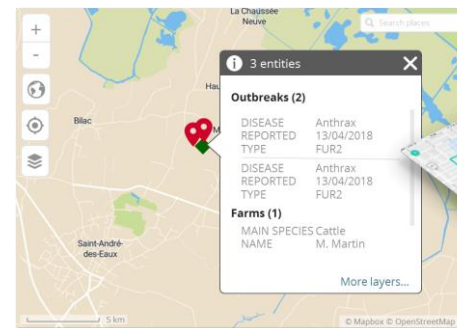 La Chaussée
Neuve
Search places
+
-
3 entities
Outbreaks (2)
DISEASE Anthrax
REPORTED 13/04/2018
TYPE FUR2
DISEASE Anthrax
REPORTED 13/04/2018
TYPE FUR2
Farms (1)
MAIN SPECIES Cattle
NAME M. Martin
More layers...
Hau
Bilac
M
Saint-André-
des-Eaux
5 km
© Mapbox © OpenStreetMap